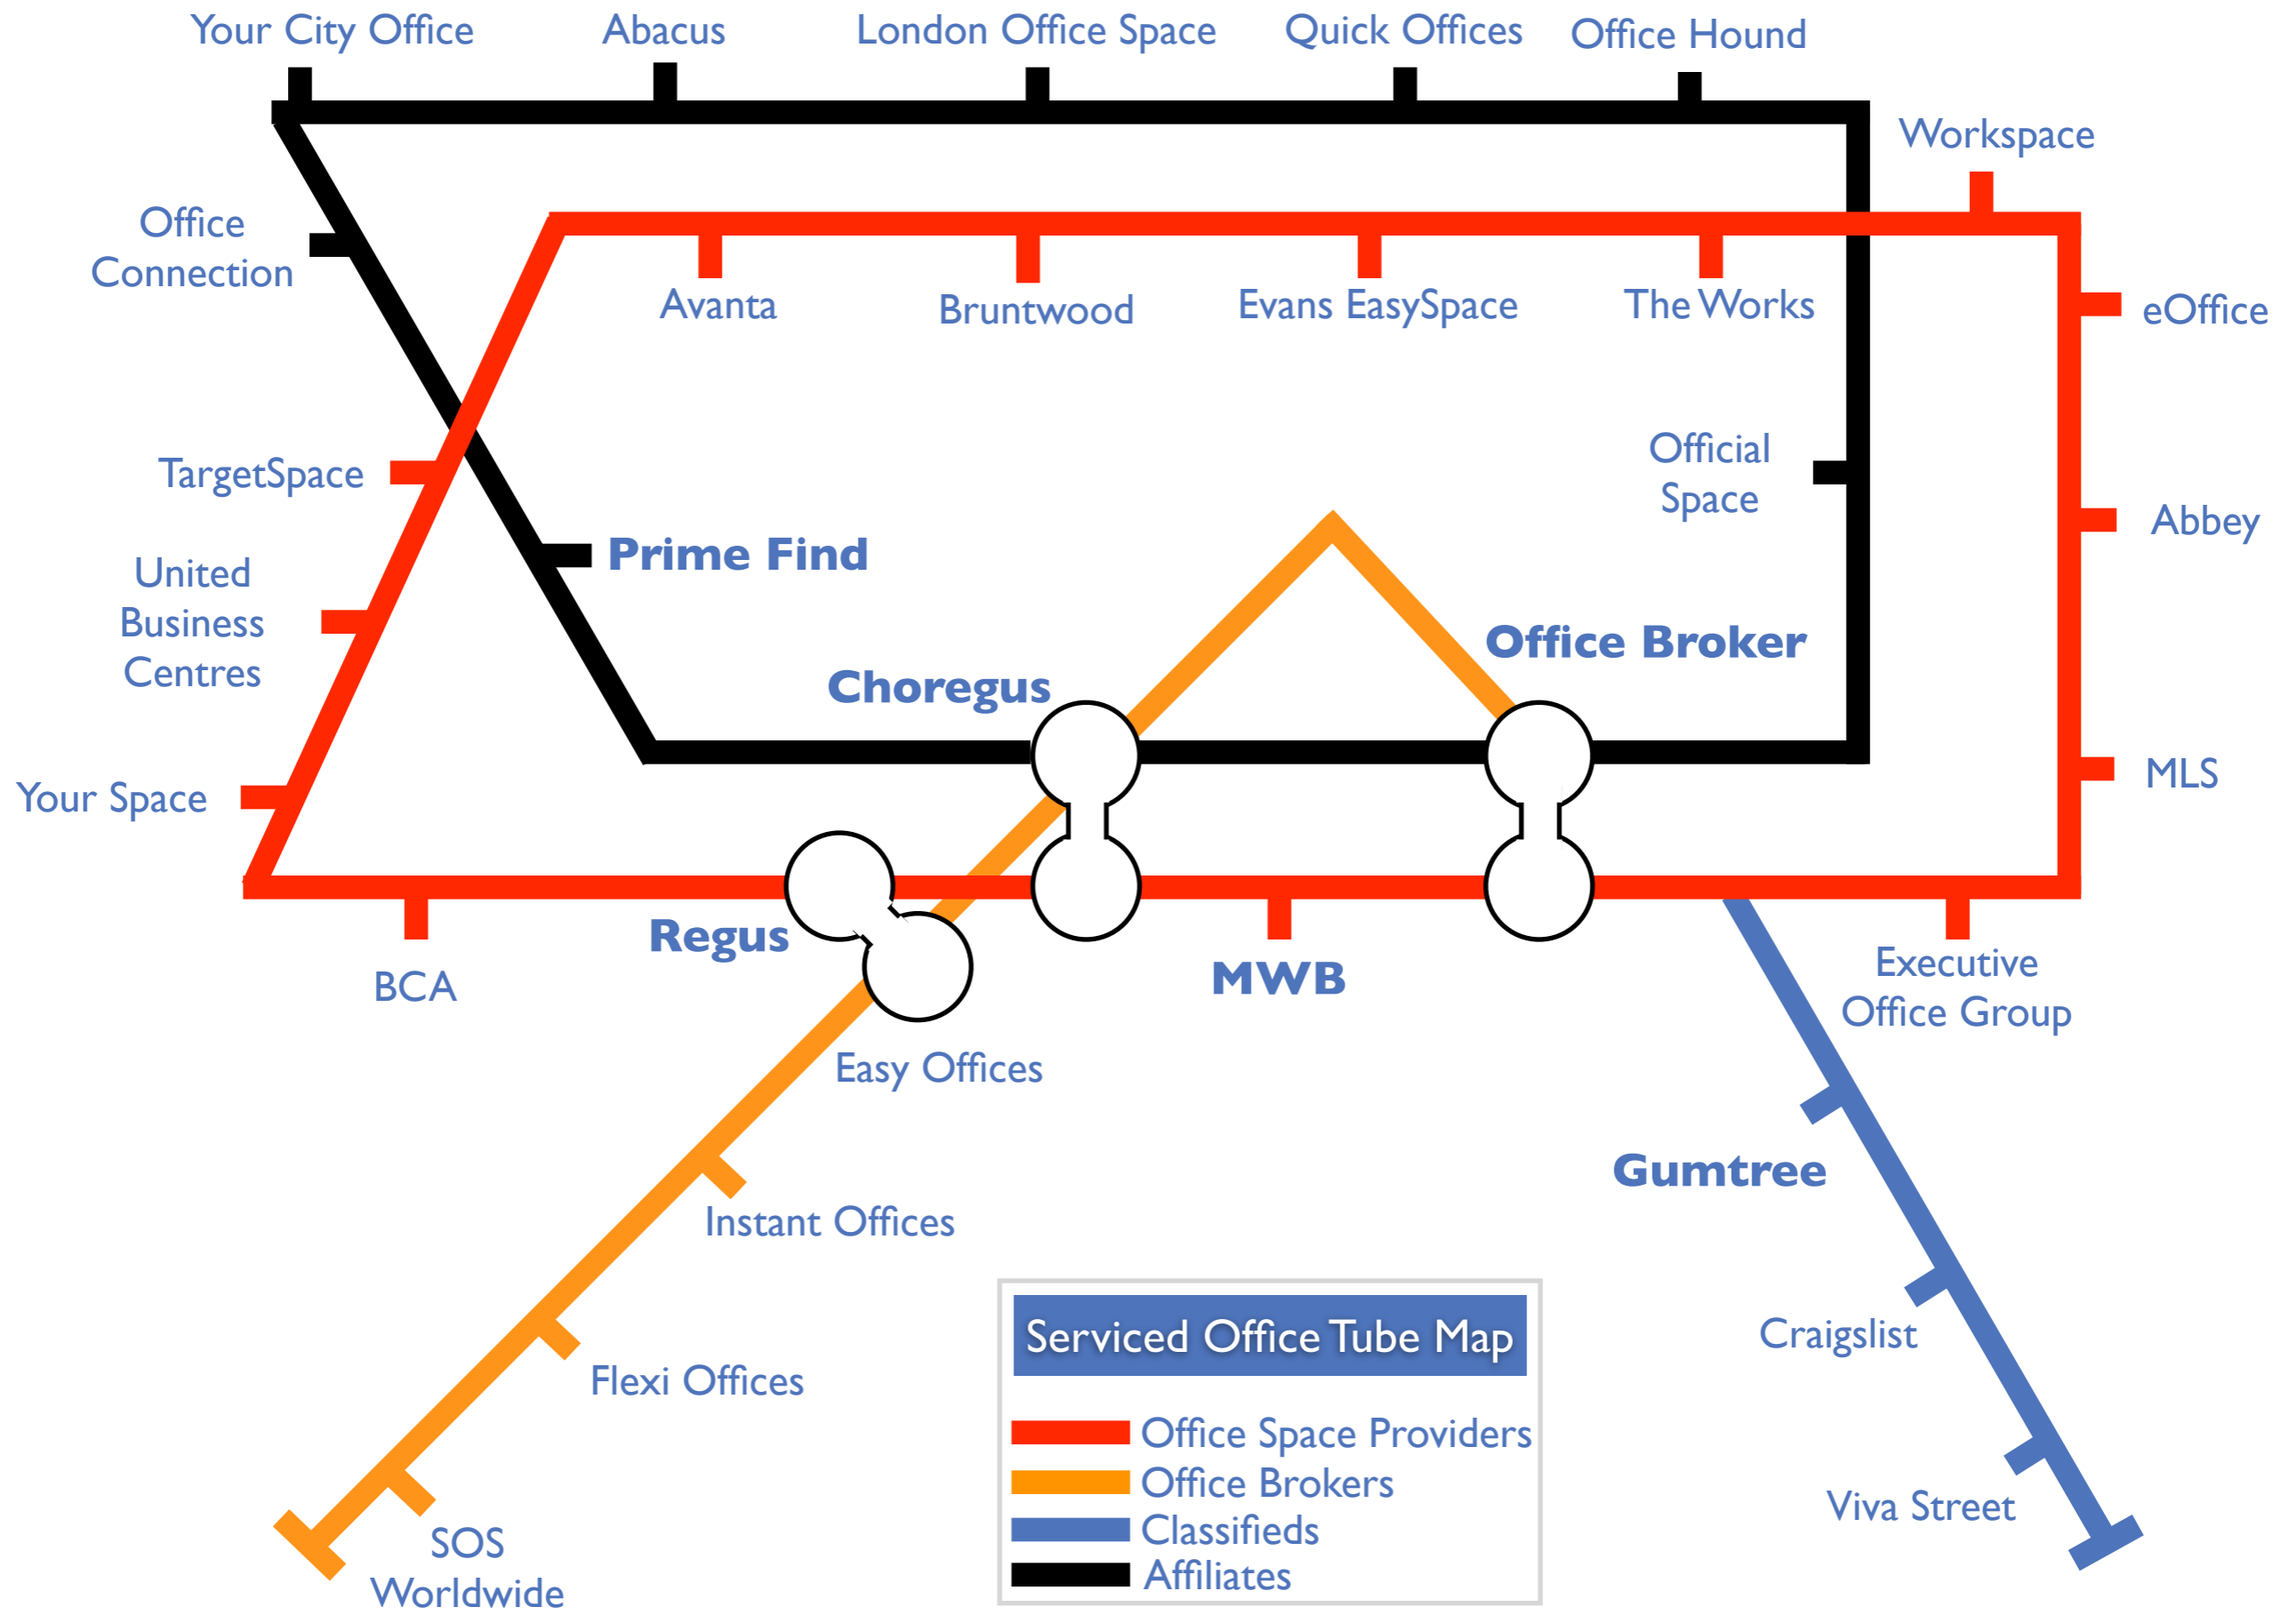 Your City Office
Abacus
London Office Space
Quick Offices
Office Hound
Workspace
Office
Connection
Avanta
Bruntwood
Evans EasySpace
The Works
eOffice
TargetSpace
Official
Space
Abbey
Prime Find
United
Business
Centres
Office Broker
Choregus
Your Space
MLS
Regus
BCA
MWB
Executive
Office Group
Easy Offices
Gumtree
Instant Offices
Craigslist
Flexi Offices
Viva Street
SOS
Worldwide
Serviced Office Tube Map
Office Space Providers
Office Brokers
Classifieds
Affiliates